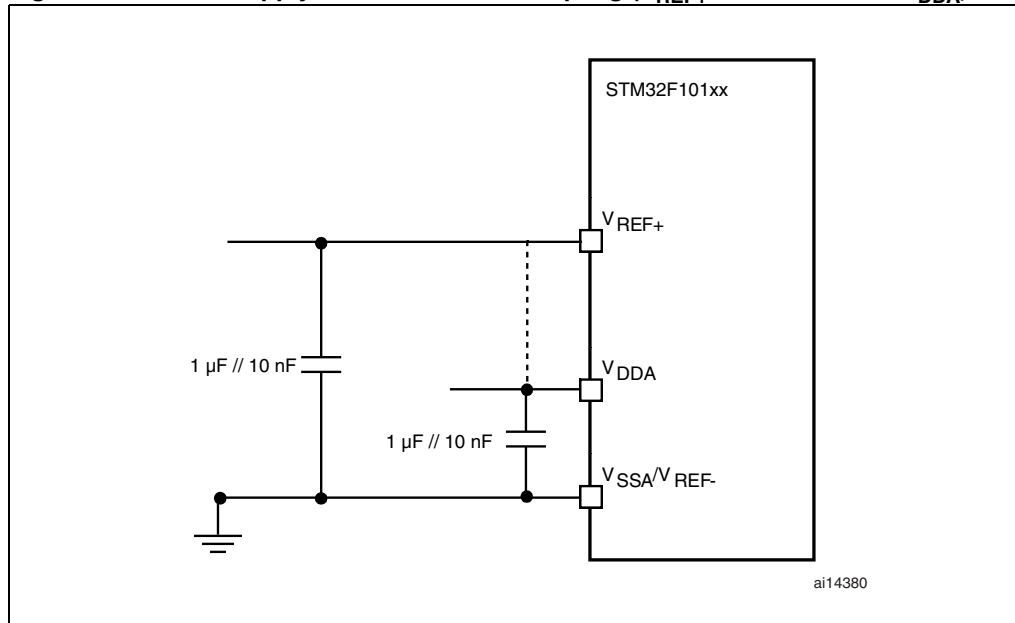 STM32F101xx
VREF+
1 µF // 10 nF
VDDA
1 µF // 10 nF
VSSA/VREF-
ai14380